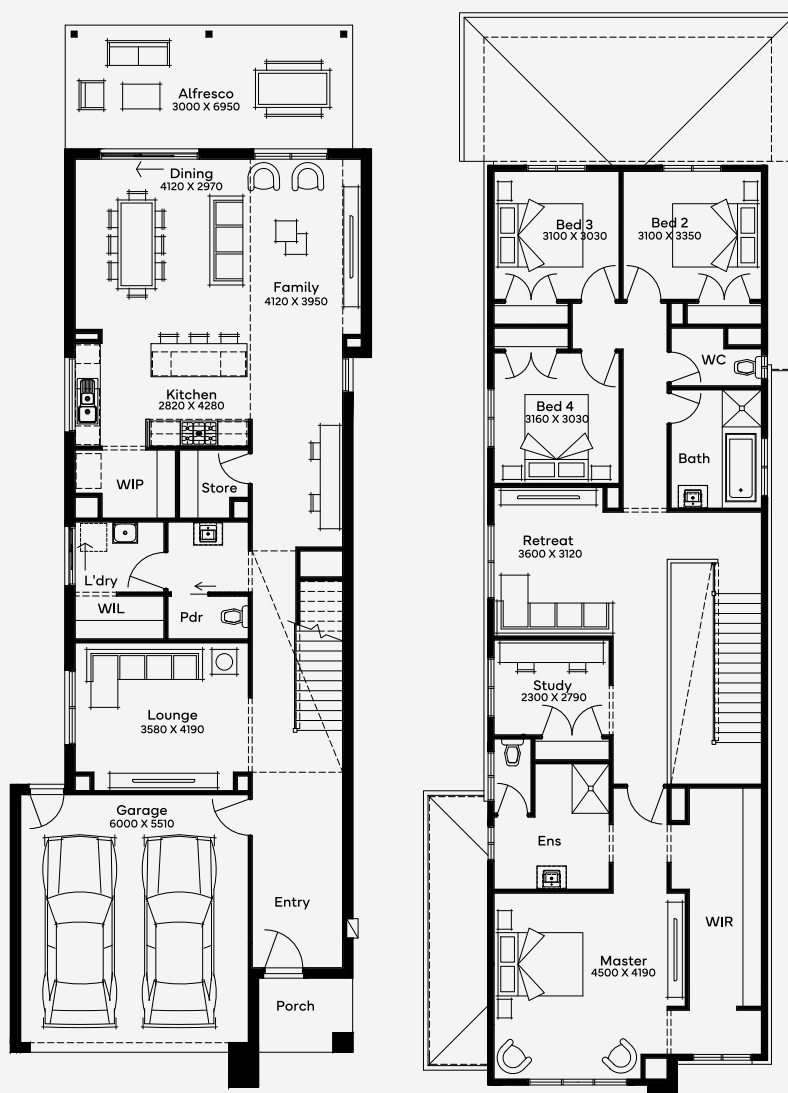 Alfresco
3000 X 6950
Dining
4120 X 2970
Family
4120 X 3950
Kitchen
2820 X 4280
WIP
Store
L'dry
WIL
Pdr
Lounge
3580 X 4190
Garage
6000 X 5510
Entry
Porch
Bed 3
3100 X 3030
Bed 2
3100 X 3350
WC
Bed 4
3160 X 3030
Bath
Retreat
3600 X 3120
Study
2300 X 2790
Ens
WIR
Master
4500 X 4190